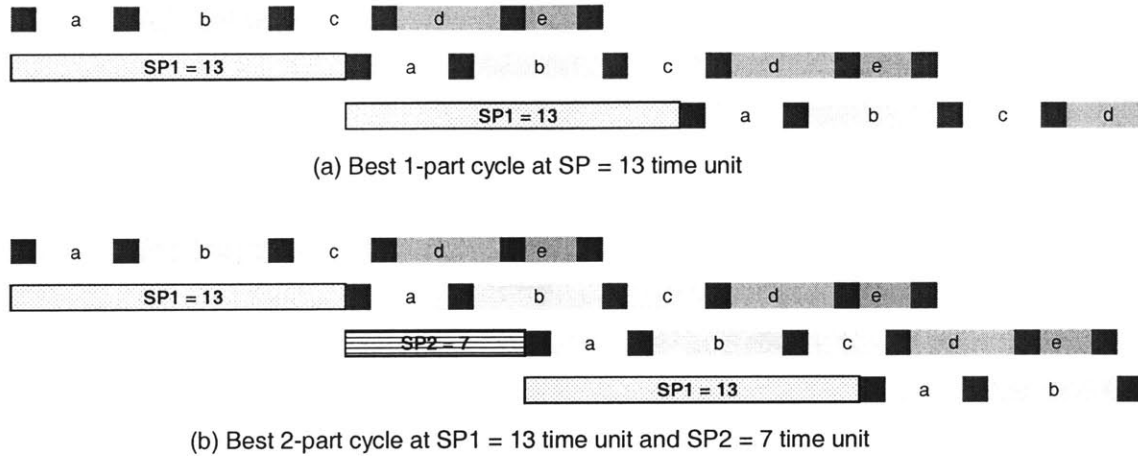 a b c d e
SP1 = 13 a b c d e
SP1 = 13 a b c d
(a) Best 1-part cycle at SP = 13 time unit
a b c d e
SP1 = 13 a b c d e
SP2 = 7 a b c d e
SP1 = 13 a b
(b) Best 2-part cycle at SP1 = 13 time unit and SP2 = 7 time unit